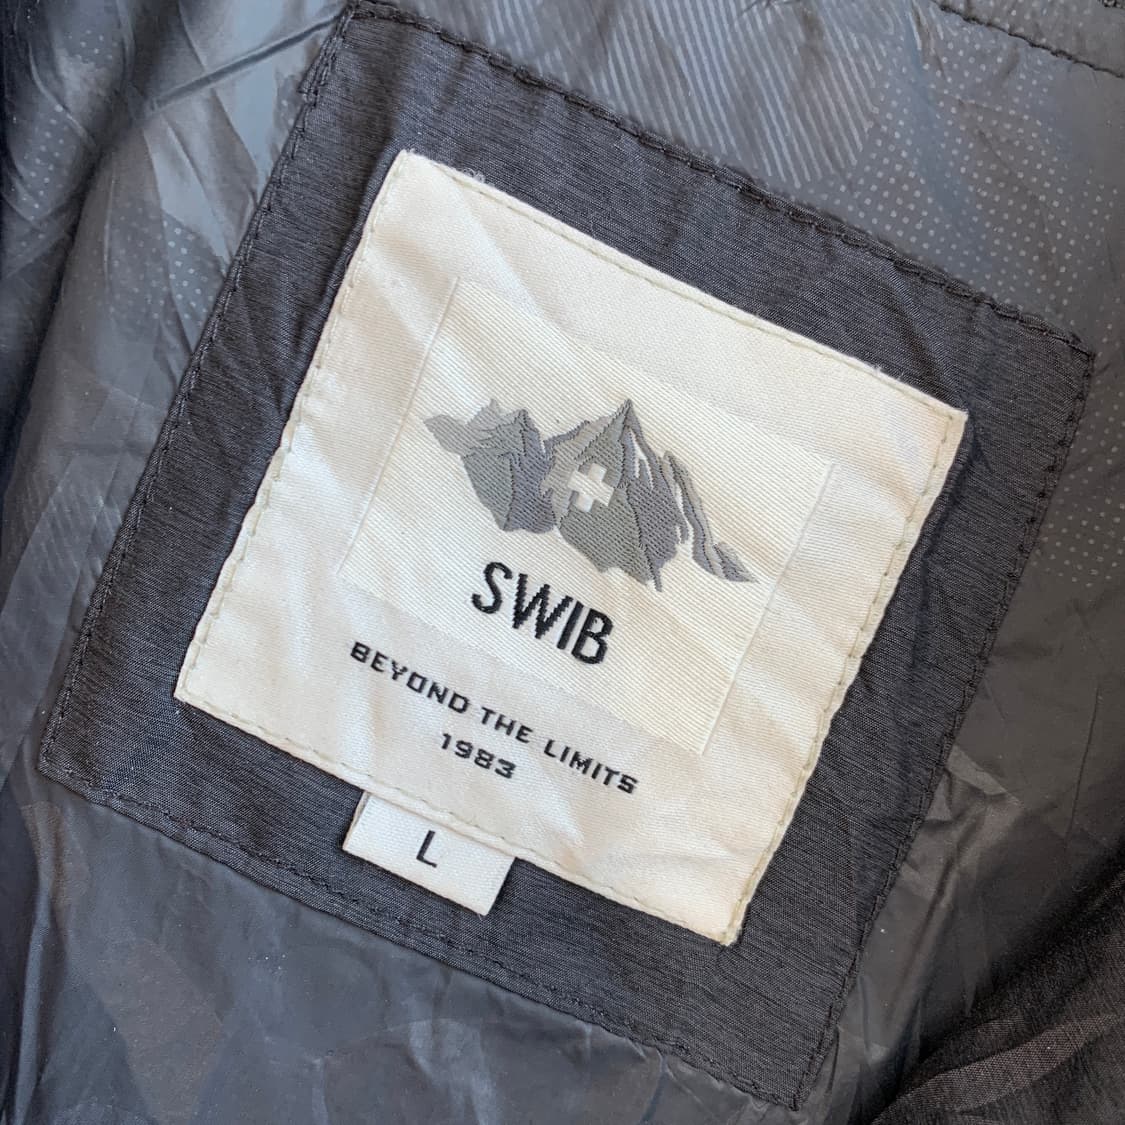 SWIB
BEYOND THE LIMITS
1983
L